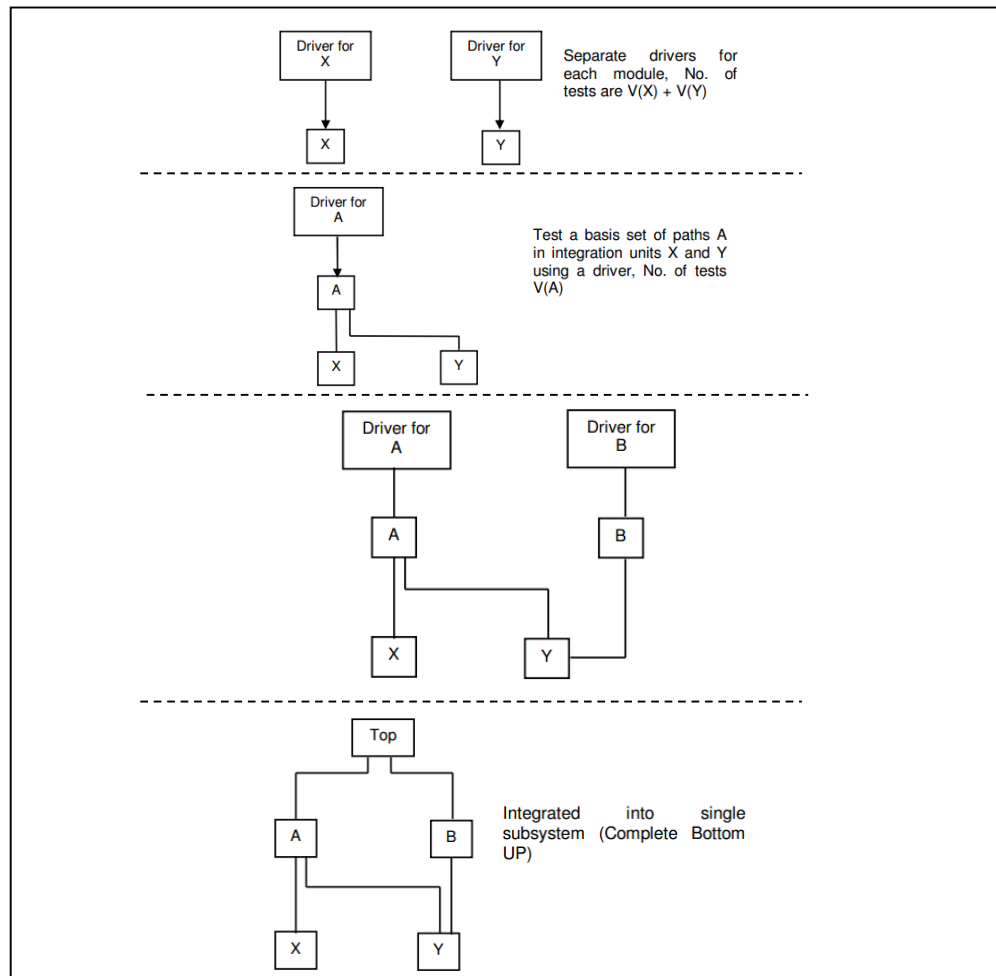 Driver for
X
Driver for
Y
Separate drivers for
each module, No. of
tests are V(X) + V(Y)
X
Y
Driver for
A
Test a basis set of paths A
in integration units X and Y
using a driver, No. of tests
V(A)
A
X
Y
Driver for
A
Driver for
B
A
B
X
Y
Top
Integrated into single
subsystem (Complete Bottom
UP)
A
B
X
Y